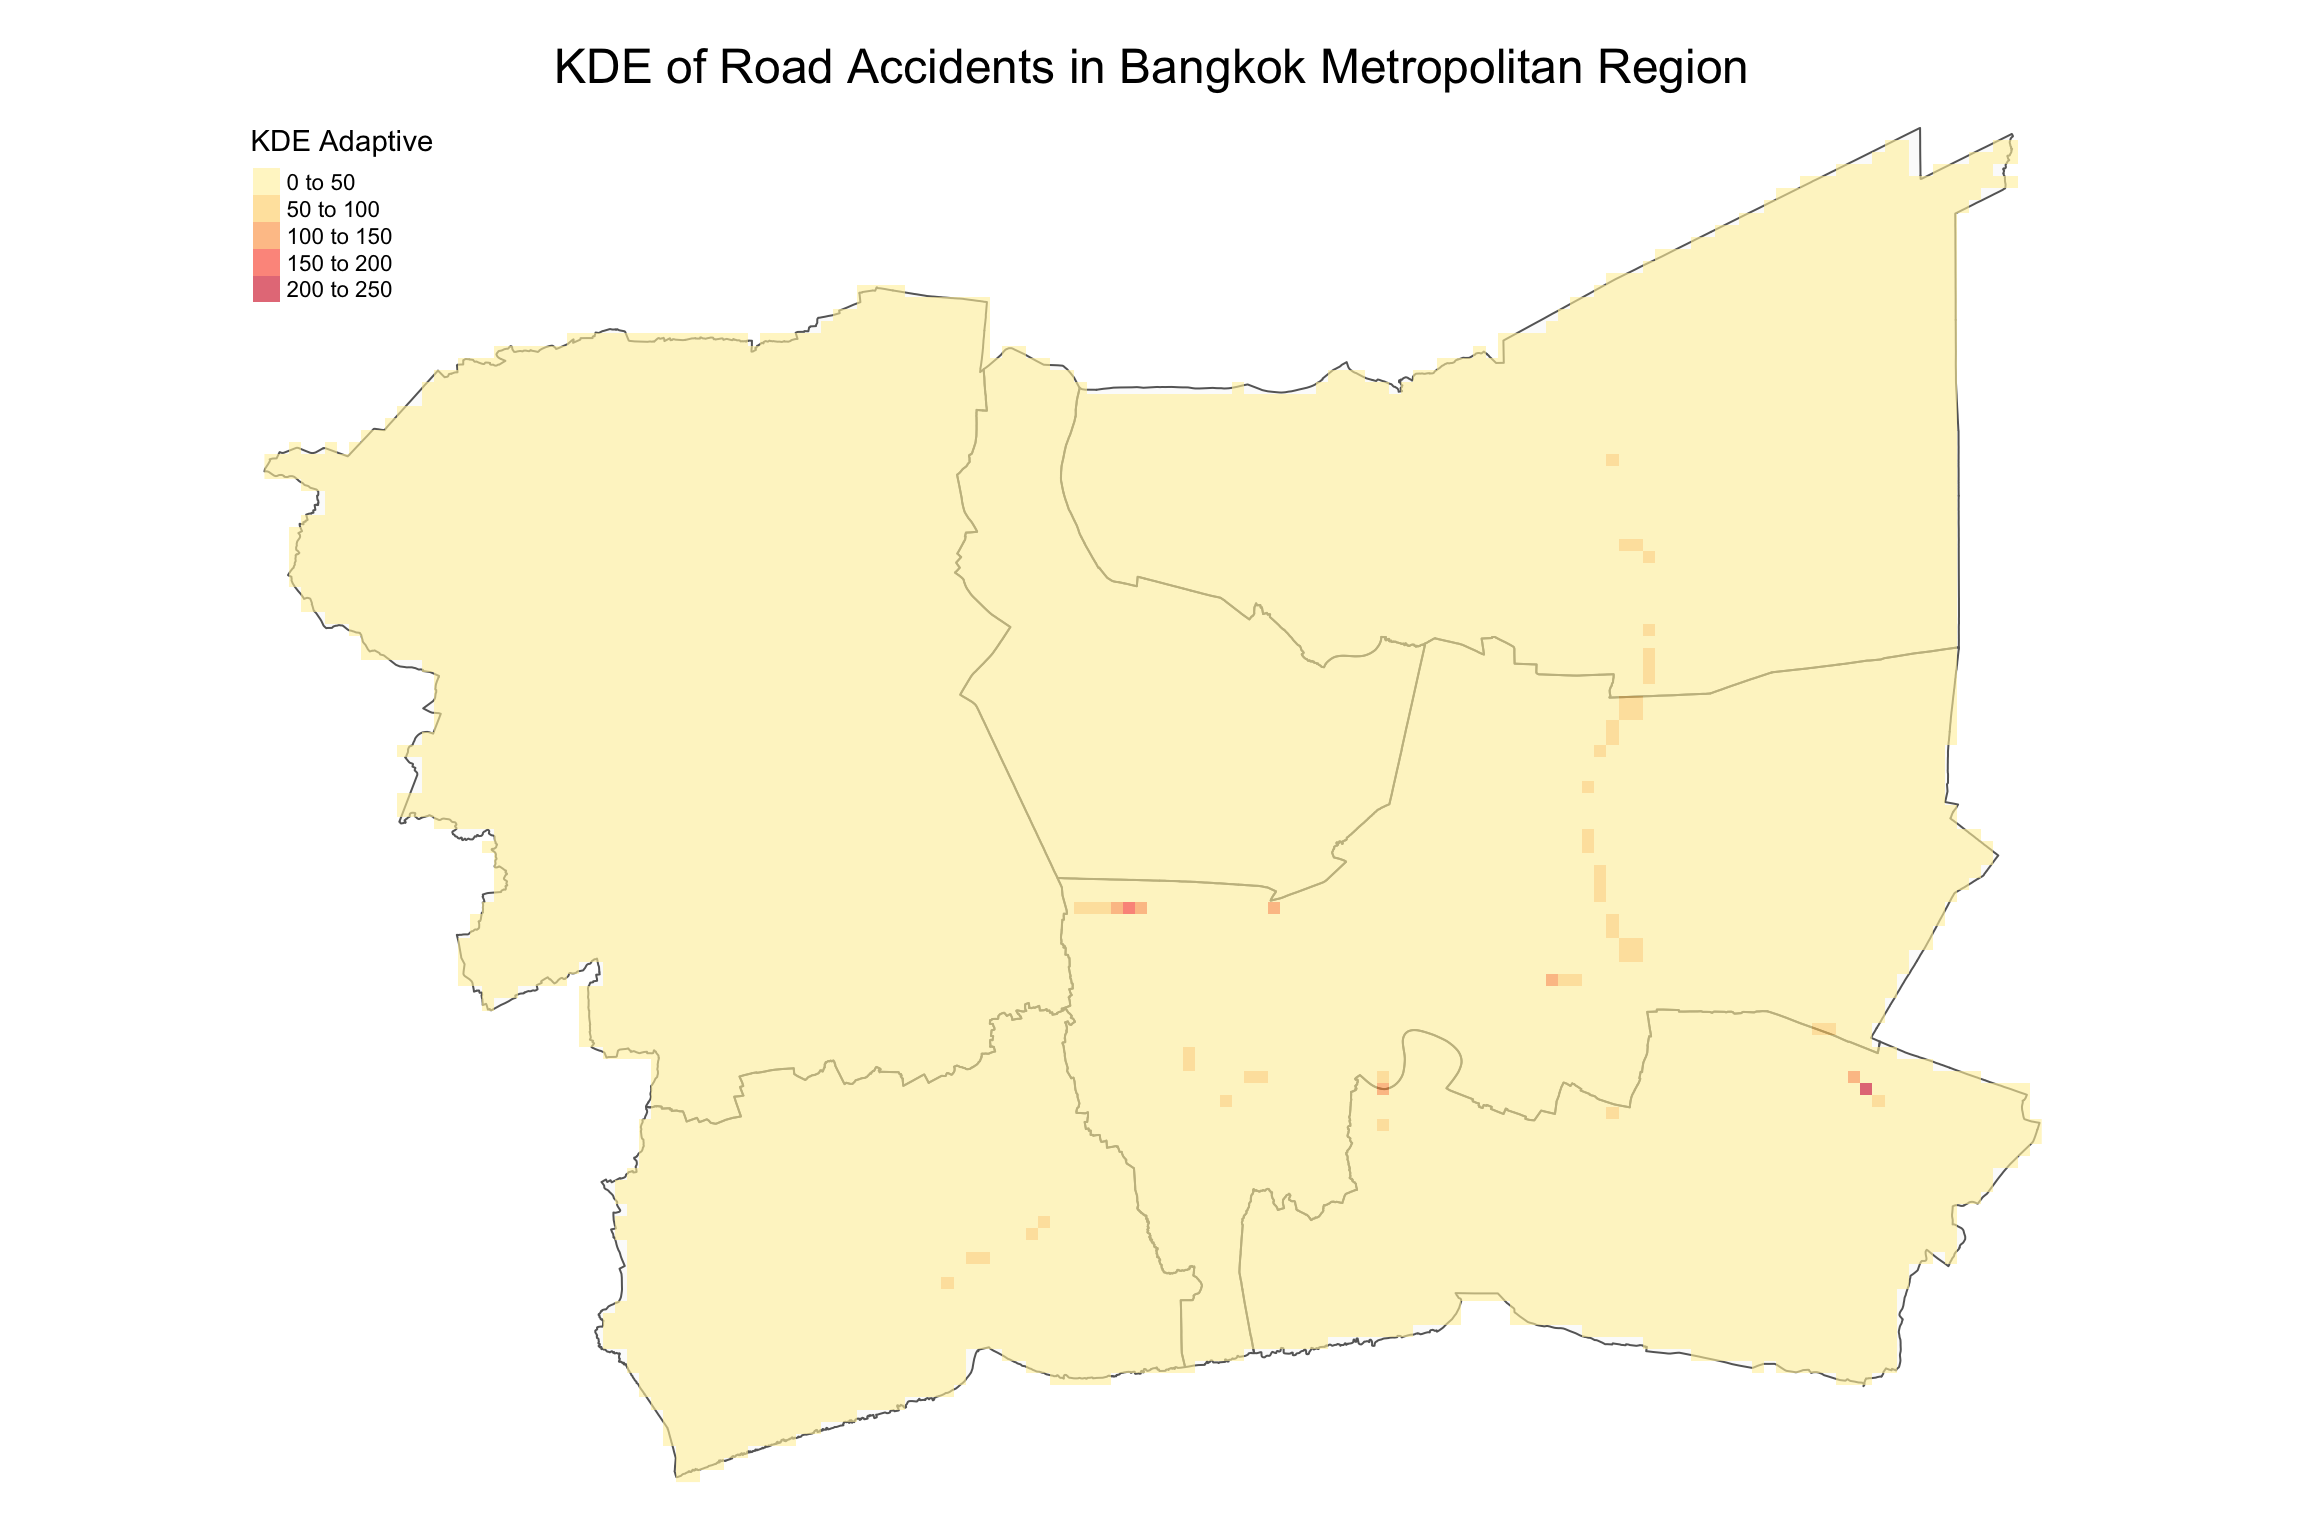 KDE of Road Accidents in Bangkok Metropolitan Region
KDE Adaptive
0 to 50
50 to 100
100 to 150
150 to 200
200 to 250